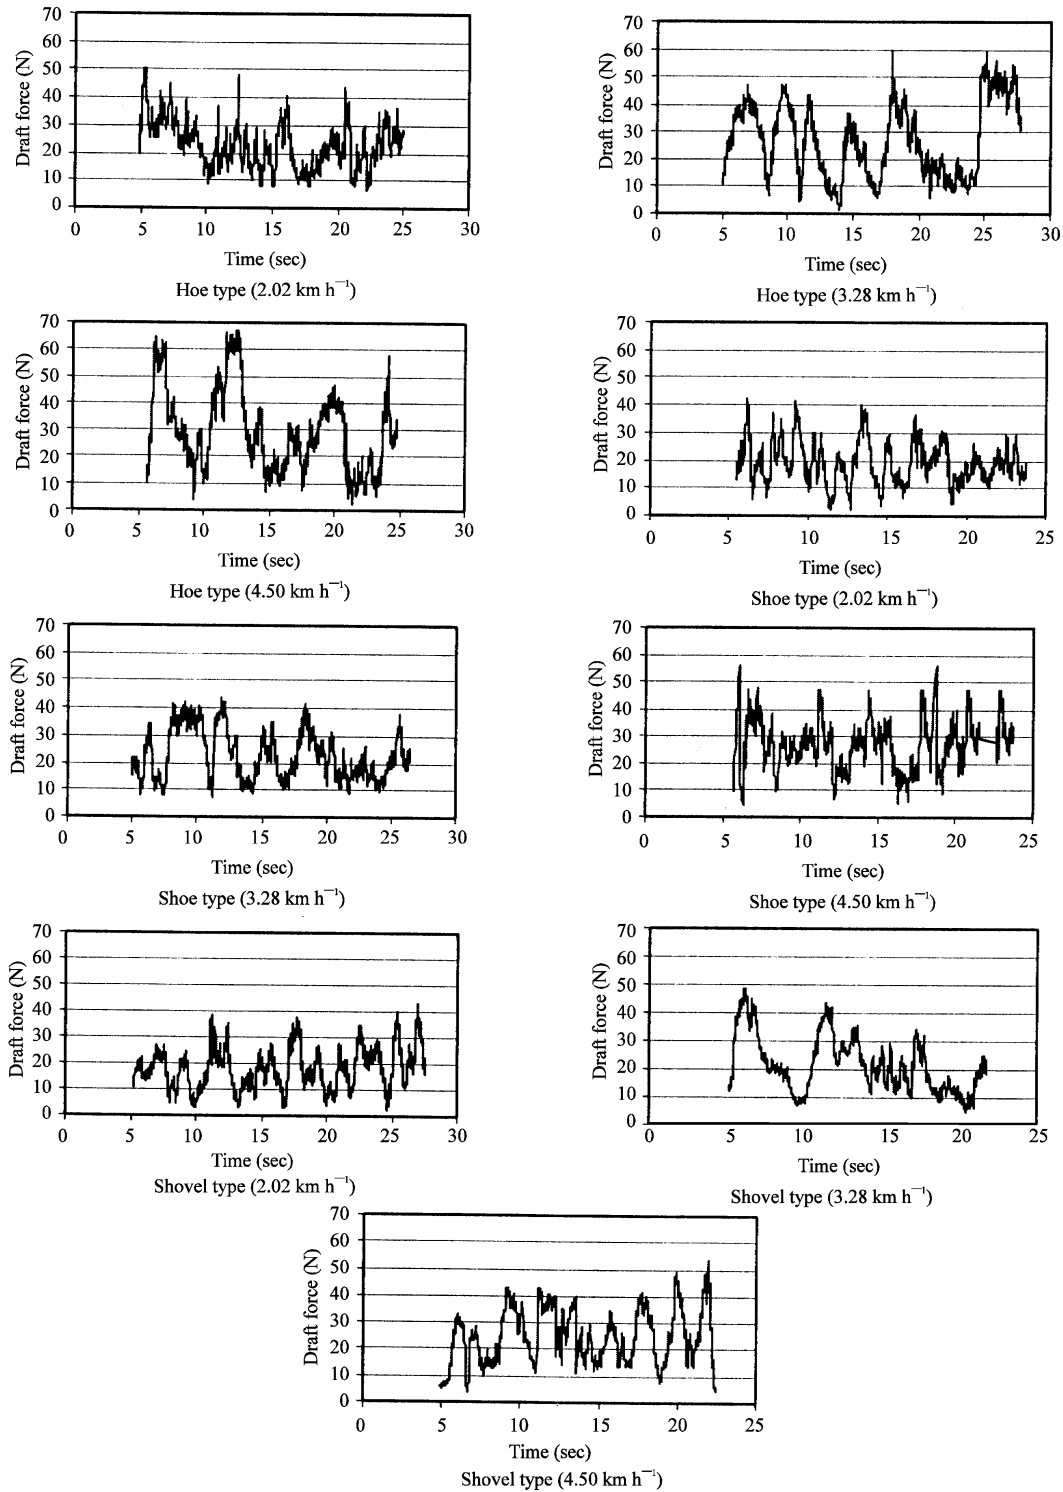 70
60
50
40
30
20
10
0
Draft force (N)
0 5 10 15 20 25 30
Time (sec)
Hoe type (2.02 km h⁻¹)
70
60
50
40
30
20
10
0
Draft force (N)
0 5 10 15 20 25 30
Time (sec)
Hoe type (3.28 km h⁻¹)
70
60
50
40
30
20
10
0
Draft force (N)
0 5 10 15 20 25 30
Time (sec)
Hoe type (4.50 km h⁻¹)
70
60
50
40
30
20
10
0
Draft force (N)
0 5 10 15 20 25
Time (sec)
Shoe type (2.02 km h⁻¹)
70
60
50
40
30
20
10
0
Draft force (N)
0 5 10 15 20 25 30
Time (sec)
Shoe type (3.28 km h⁻¹)
70
60
50
40
30
20
10
0
Draft force (N)
0 5 10 15 20 25
Time (sec)
Shoe type (4.50 km h⁻¹)
70
60
50
40
30
20
10
0
Draft force (N)
0 5 10 15 20 25 30
Time (sec)
Shovel type (2.02 km h⁻¹)
70
60
50
40
30
20
10
0
Draft force (N)
0 5 10 15 20 25
Time (sec)
Shovel type (3.28 km h⁻¹)
70
60
50
40
30
20
10
0
Draft force (N)
0 5 10 15 20 25
Time (sec)
Shovel type (4.50 km h⁻¹)